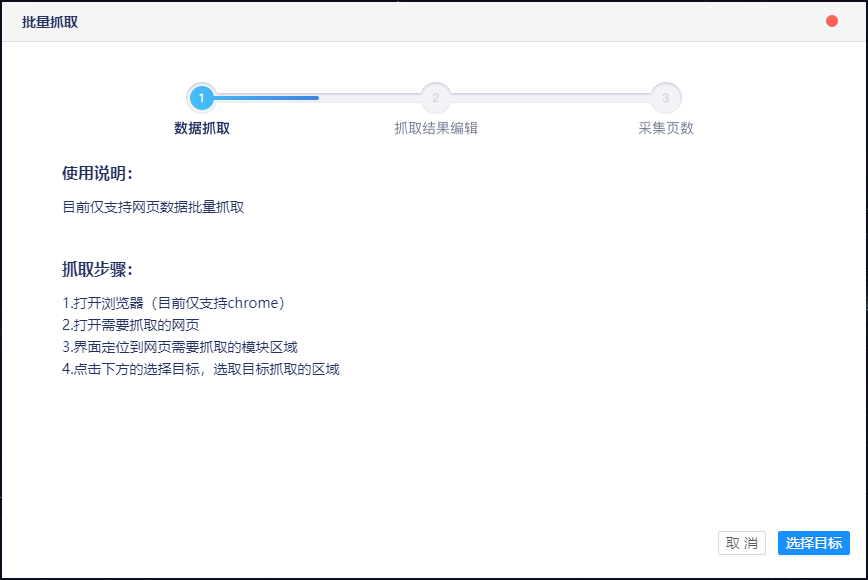 批量抓取
1
2
3
数据抓取
抓取结果编辑
采集页数
使用说明：
目前仅支持网页数据批量抓取
抓取步骤：
1.打开浏览器（目前仅支持chrome）
2.打开需要抓取的网页
3.界面定位到网页需要抓取的模块区域
4.点击下方的选择目标，选取目标抓取的区域
取 消
选择目标